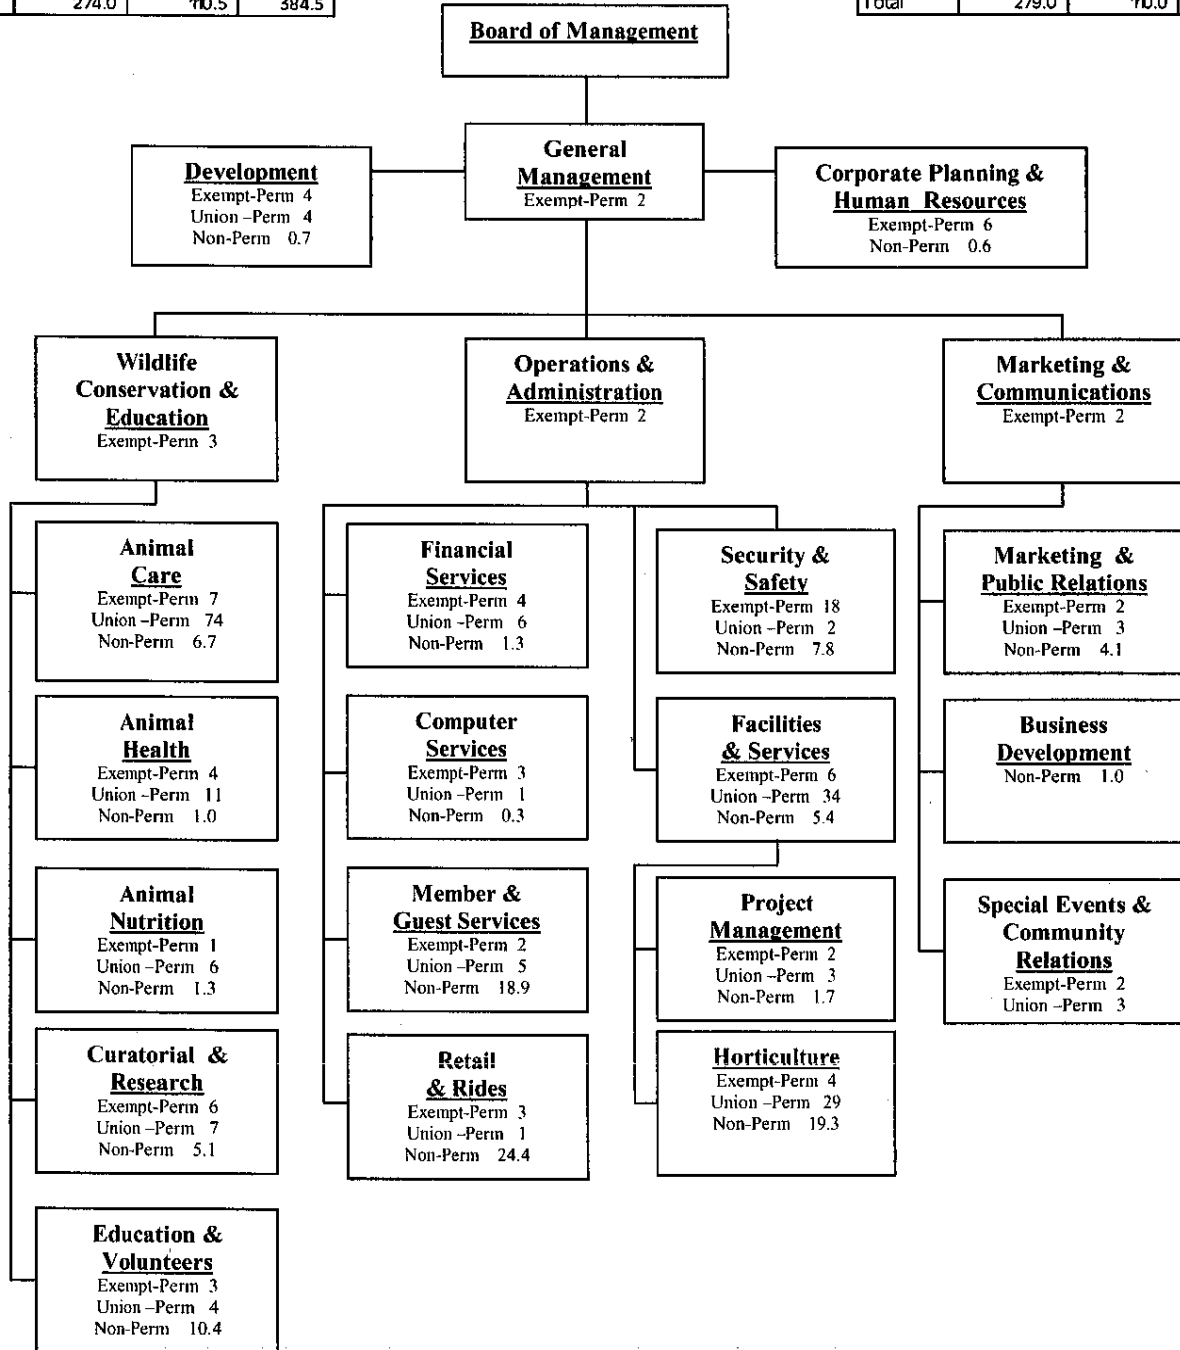 274.0 110.5 384.5
Total 279.0 110.0
Board of Management
General
Management
Exempt-Perm 2
Development
Exempt-Perm 4
Union –Perm 4
Non-Perm 0.7
Corporate Planning &
Human Resources
Exempt-Perm 6
Non-Perm 0.6
Wildlife
Conservation &
Education
Exempt-Perm 3
Operations &
Administration
Exempt-Perm 2
Marketing &
Communications
Exempt-Perm 2
Animal
Care
Exempt-Perm 7
Union –Perm 74
Non-Perm 6.7
Financial
Services
Exempt-Perm 4
Union –Perm 6
Non-Perm 1.3
Security &
Safety
Exempt-Perm 18
Union –Perm 2
Non-Perm 7.8
Marketing &
Public Relations
Exempt-Perm 2
Union –Perm 3
Non-Perm 4.1
Animal
Health
Exempt-Perm 4
Union –Perm 11
Non-Perm 1.0
Computer
Services
Exempt-Perm 3
Union –Perm 1
Non-Perm 0.3
Facilities
& Services
Exempt-Perm 6
Union –Perm 34
Non-Perm 5.4
Business
Development
Non-Perm 1.0
Animal
Nutrition
Exempt-Perm 1
Union –Perm 6
Non-Perm 1.3
Member &
Guest Services
Exempt-Perm 2
Union –Perm 5
Non-Perm 18.9
Project
Management
Exempt-Perm 2
Union –Perm 3
Non-Perm 1.7
Special Events &
Community
Relations
Exempt-Perm 2
Union –Perm 3
Curatorial &
Research
Exempt-Perm 6
Union –Perm 7
Non-Perm 5.1
Retail
& Rides
Exempt-Perm 3
Union –Perm 1
Non-Perm 24.4
Horticulture
Exempt-Perm 4
Union –Perm 29
Non-Perm 19.3
Education &
Volunteers
Exempt-Perm 3
Union –Perm 4
Non-Perm 10.4